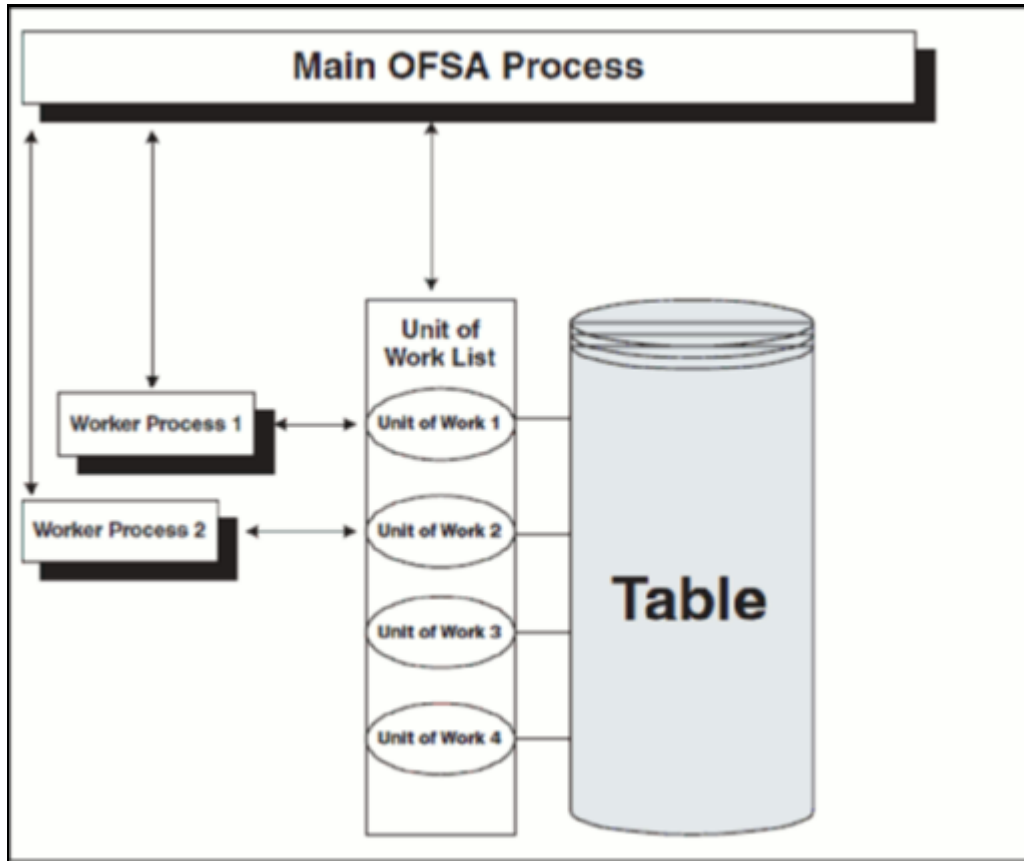 Main OFSA Process
Unit of
Work List
Worker Process 1
Unit of Work 1
Worker Process 2
Unit of Work 2
Unit of Work 3
Unit of Work 4
Table